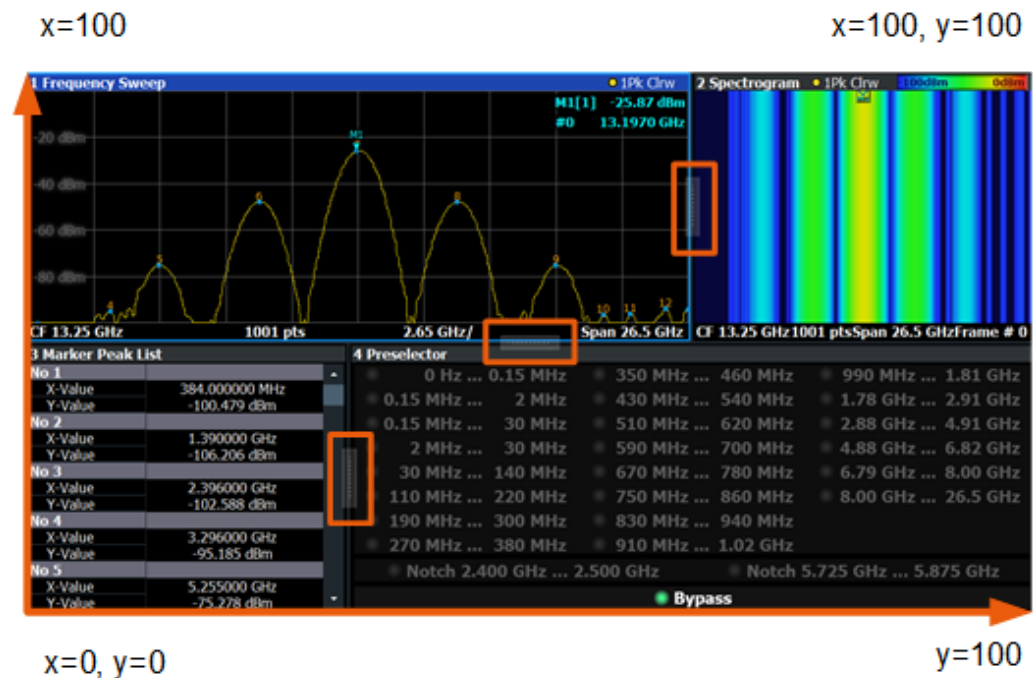 x=100
x=100, y=100
1 Frequency Sweep
1Pk Clrw
M1[1] -25.87 dBm
#0 13.1970 GHz
M1
-20 dBm
-40 dBm
-60 dBm
-80 dBm
4
5
6
8
9
10
11
12
CF 13.25 GHz 1001 pts 2.65 GHz/ Span 26.5 GHz
2 Spectrogram 1Pk Clrw -100dBm 0dBm
CF 13.25 GHz 1001 pts Span 26.5 GHz Frame # 0
3 Marker Peak List
No 1
X-Value 384.000000 MHz
Y-Value -100.479 dBm
No 2
X-Value 1.390000 GHz
Y-Value -106.206 dBm
No 3
X-Value 2.396000 GHz
Y-Value -102.588 dBm
No 4
X-Value 3.296000 GHz
Y-Value -95.185 dBm
No 5
X-Value 5.255000 GHz
Y-Value -75.278 dBm
4 Preselector
0 Hz ... 0.15 MHz 350 MHz ... 460 MHz 990 MHz ... 1.81 GHz
0.15 MHz ... 2 MHz 430 MHz ... 540 MHz 1.78 GHz ... 2.91 GHz
0.15 MHz ... 30 MHz 510 MHz ... 620 MHz 2.88 GHz ... 4.91 GHz
2 MHz ... 30 MHz 590 MHz ... 700 MHz 4.88 GHz ... 6.82 GHz
30 MHz ... 140 MHz 670 MHz ... 780 MHz 6.79 GHz ... 8.00 GHz
110 MHz ... 220 MHz 750 MHz ... 860 MHz 8.00 GHz ... 26.5 GHz
190 MHz ... 300 MHz 830 MHz ... 940 MHz
270 MHz ... 380 MHz 910 MHz ... 1.02 GHz
Notch 2.400 GHz ... 2.500 GHz Notch 5.725 GHz ... 5.875 GHz
Bypass
x=0, y=0
y=100